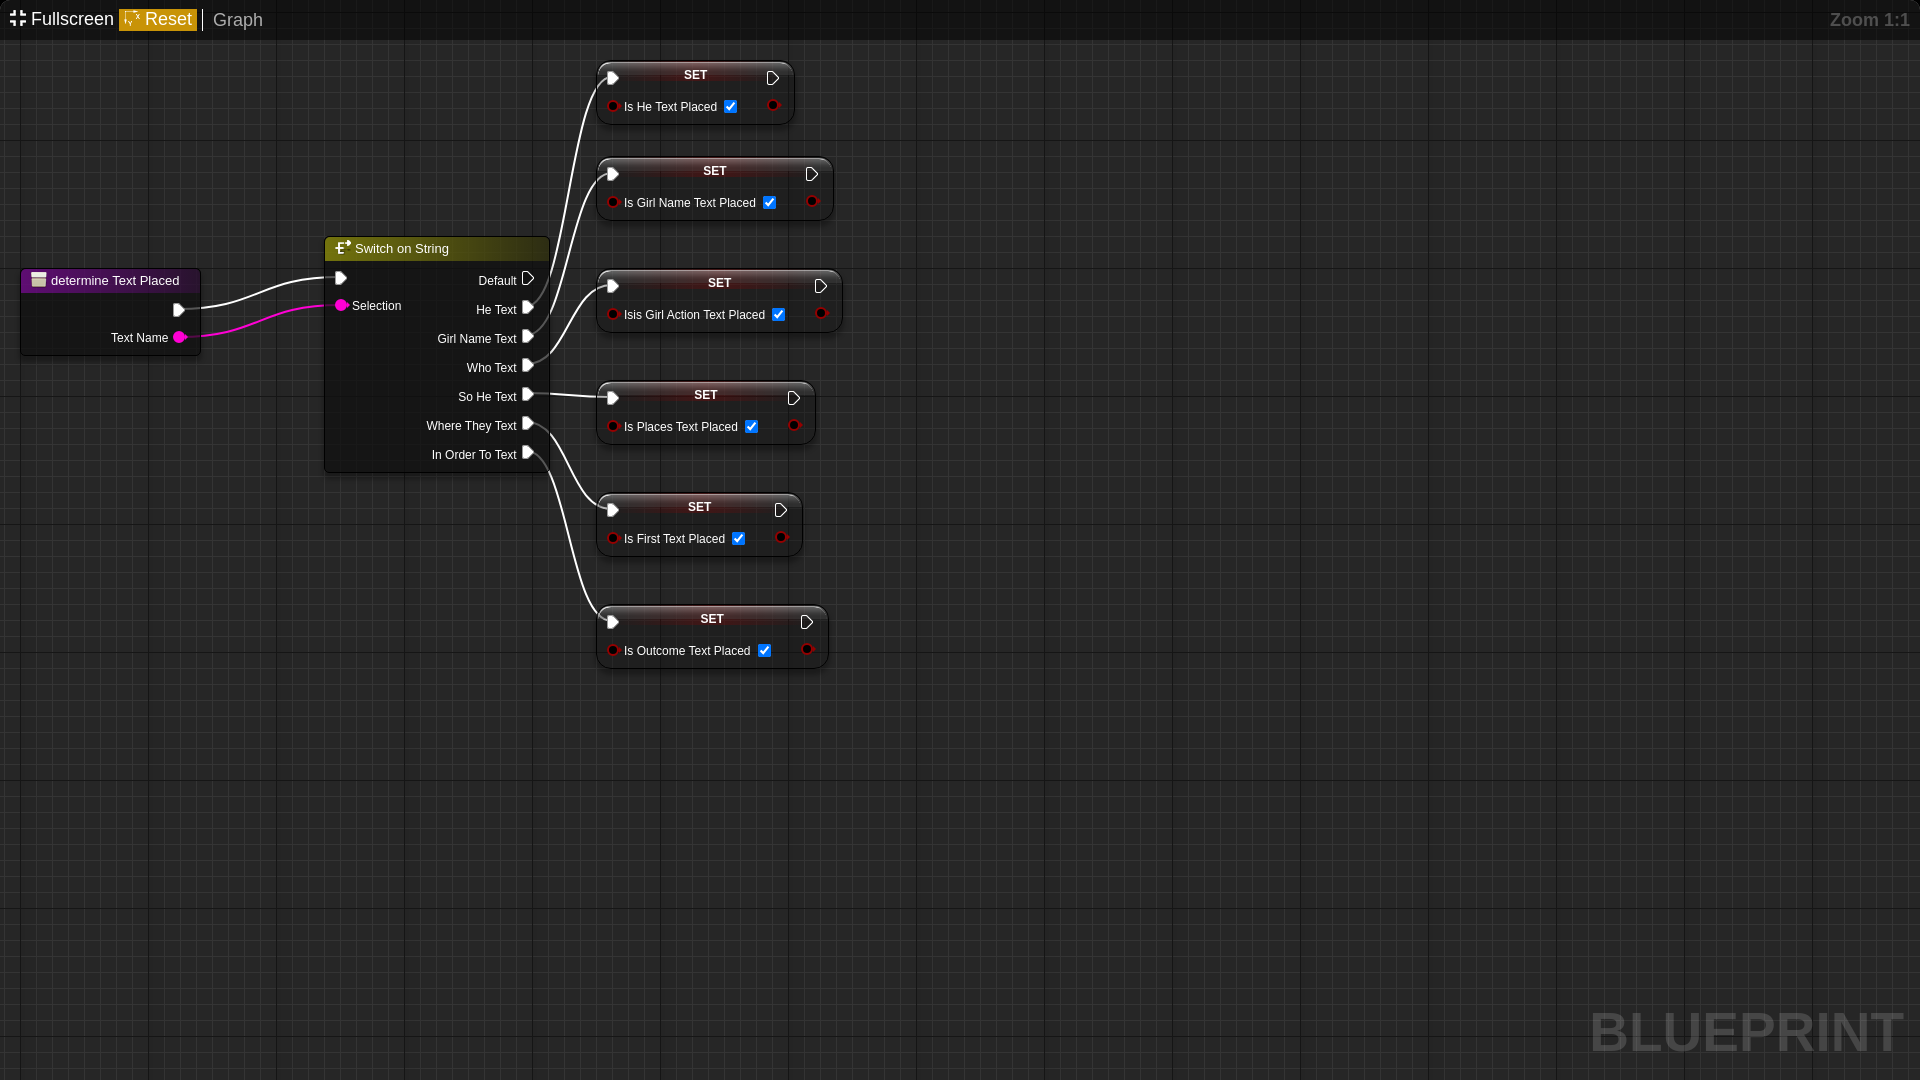 Fullscreen Reset Graph Zoom 1:1
SET
Is He Text Placed
SET
Is Girl Name Text Placed
determine Text Placed
Text Name
Switch on String
Selection
Default
He Text
Girl Name Text
Who Text
So He Text
Where They Text
In Order To Text
SET
Isis Girl Action Text Placed
SET
Is Places Text Placed
SET
Is First Text Placed
SET
Is Outcome Text Placed
BLUEPRINT